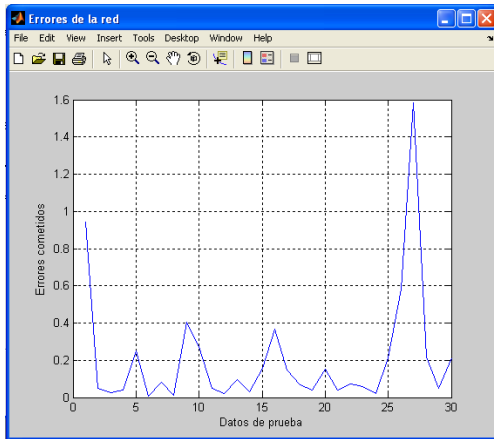 Errores de la red
File Edit View Insert Tools Desktop Window Help
1.6
1.4
1.2
1
0.8
0.6
0.4
0.2
0
Errores cometidos
0 5 10 15 20 25 30
Datos de prueba